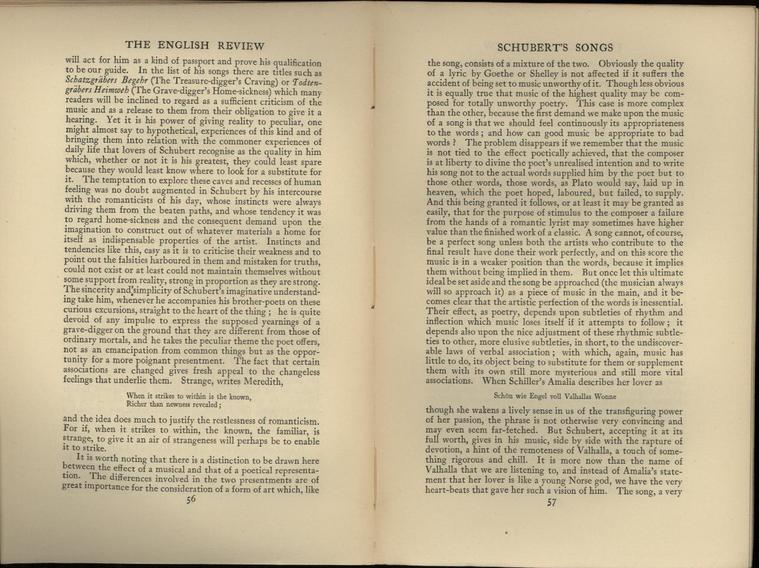 THE ENGLISH REVIEW
will act for him as a kind of passport and prove his qualification
to be our guide. In the list of his songs there are titles such as
Schatzgräbers Begehr (The Treasure-digger's Craving) or Todten-
gräbers Heimweh (The Grave-digger's Home-sickness) which many
readers will be inclined to regard as a sufficient criticism of the
music and as a release to them from their obligation to give it a
hearing. Yet it is his power of giving reality to peculiar, one
might almost say to hypothetical, experiences of this kind and of
bringing them into relation with the commoner experiences of
daily life that lovers of Schubert recognise as the quality in him
which, whether or not it is his greatest, they could least spare
because they would least know where to look for a substitute for
it. The temptation to explore these caves and recesses of human
feeling was no doubt augmented in Schubert by his intercourse
with the romanticists of his day, whose instincts were always
driving them from the beaten paths, and whose tendency it was
to regard home-sickness and the consequent demand upon the
imagination to construct out of whatever materials a home for
itself as indispensable properties of the artist. Instincts and
tendencies like this, easy as it is to criticise their weakness and to
point out the falsities harboured in them and mistaken for truths,
could not exist or at least could not maintain themselves without
some support from reality, strong in proportion as they are strong.
The sincerity and simplicity of Schubert's imaginative understand-
ing take him, whenever he accompanies his brother-poets on these
curious excursions, straight to the heart of the thing ; he is quite
devoid of any impulse to express the supposed yearnings of a
grave-digger on the ground that they are different from those of
ordinary mortals, and he takes the peculiar theme the poet offers,
not as an emancipation from common things but as the oppor-
tunity for a more poignant presentment. The fact that certain
associations are changed gives fresh appeal to the changeless
feelings that underlie them. Strange, writes Meredith,
When it strikes to within is the known,
Richer than newness revealed ;
and the idea does much to justify the restlessness of romanticism.
For if, when it strikes to within, the known, the familiar, is
strange, to give it an air of strangeness will perhaps be to enable
it to strike.
It is worth noting that there is a distinction to be drawn here
between the effect of a musical and that of a poetical representa-
tion. The differences involved in the two presentments are of
great importance for the consideration of a form of art which, like
56
SCHUBERT'S SONGS
the song, consists of a mixture of the two. Obviously the quality
of a lyric by Goethe or Shelley is not affected if it suffers the
accident of being set to music unworthy of it. Though less obvious
it is equally true that music of the highest quality may be com-
posed for totally unworthy poetry. This case is more complex
than the other, because the first demand we make upon the music
of a song is that we should feel continuously its appropriateness
to the words ; and how can good music be appropriate to bad
words ? The problem disappears if we remember that the music
is not tied to the effect poetically achieved, that the composer
is at liberty to divine the poet's unrealised intention and to write
his song not to the actual words supplied him by the poet but to
those other words, those words, as Plato would say, laid up in
heaven, which the poet hoped, laboured, but failed, to supply.
And this being granted it follows, or at least it may be granted as
easily, that for the purpose of stimulus to the composer a failure
from the hands of a romantic lyrist may sometimes have higher
value than the finished work of a classic. A song cannot, of course,
be a perfect song unless both the artists who contribute to the
final result have done their work perfectly, and on this score the
music is in a weaker position than the words, because it implies
them without being implied in them. But once let this ultimate
ideal be set aside and the song be approached (the musician always
will so approach it) as a piece of music in the main, and it be-
comes clear that the artistic perfection of the words is inessential.
Their effect, as poetry, depends upon subtleties of rhythm and
inflection which music loses itself if it attempts to follow ; it
depends also upon the nice adjustment of these rhythmic subtle-
ties to other, more elusive subtleties, in short, to the undiscover-
able laws of verbal association ; with which, again, music has
little to do, its object being to substitute for them or supplement
them with its own still more mysterious and still more vital
associations. When Schiller's Amalia describes her lover as
Schön wie Engel voll Valhallas Wonne
though she wakens a lively sense in us of the transfiguring power
of her passion, the phrase is not otherwise very convincing and
may even seem far-fetched. But Schubert, accepting it at its
full worth, gives in his music, side by side with the rapture of
devotion, a hint of the remoteness of Valhalla, a touch of some-
thing rigorous and chill. It is more now than the name of
Valhalla that we are listening to, and instead of Amalia's state-
ment that her lover is like a young Norse god, we have the very
heart-beats that gave her such a vision of him. The song, a very
57